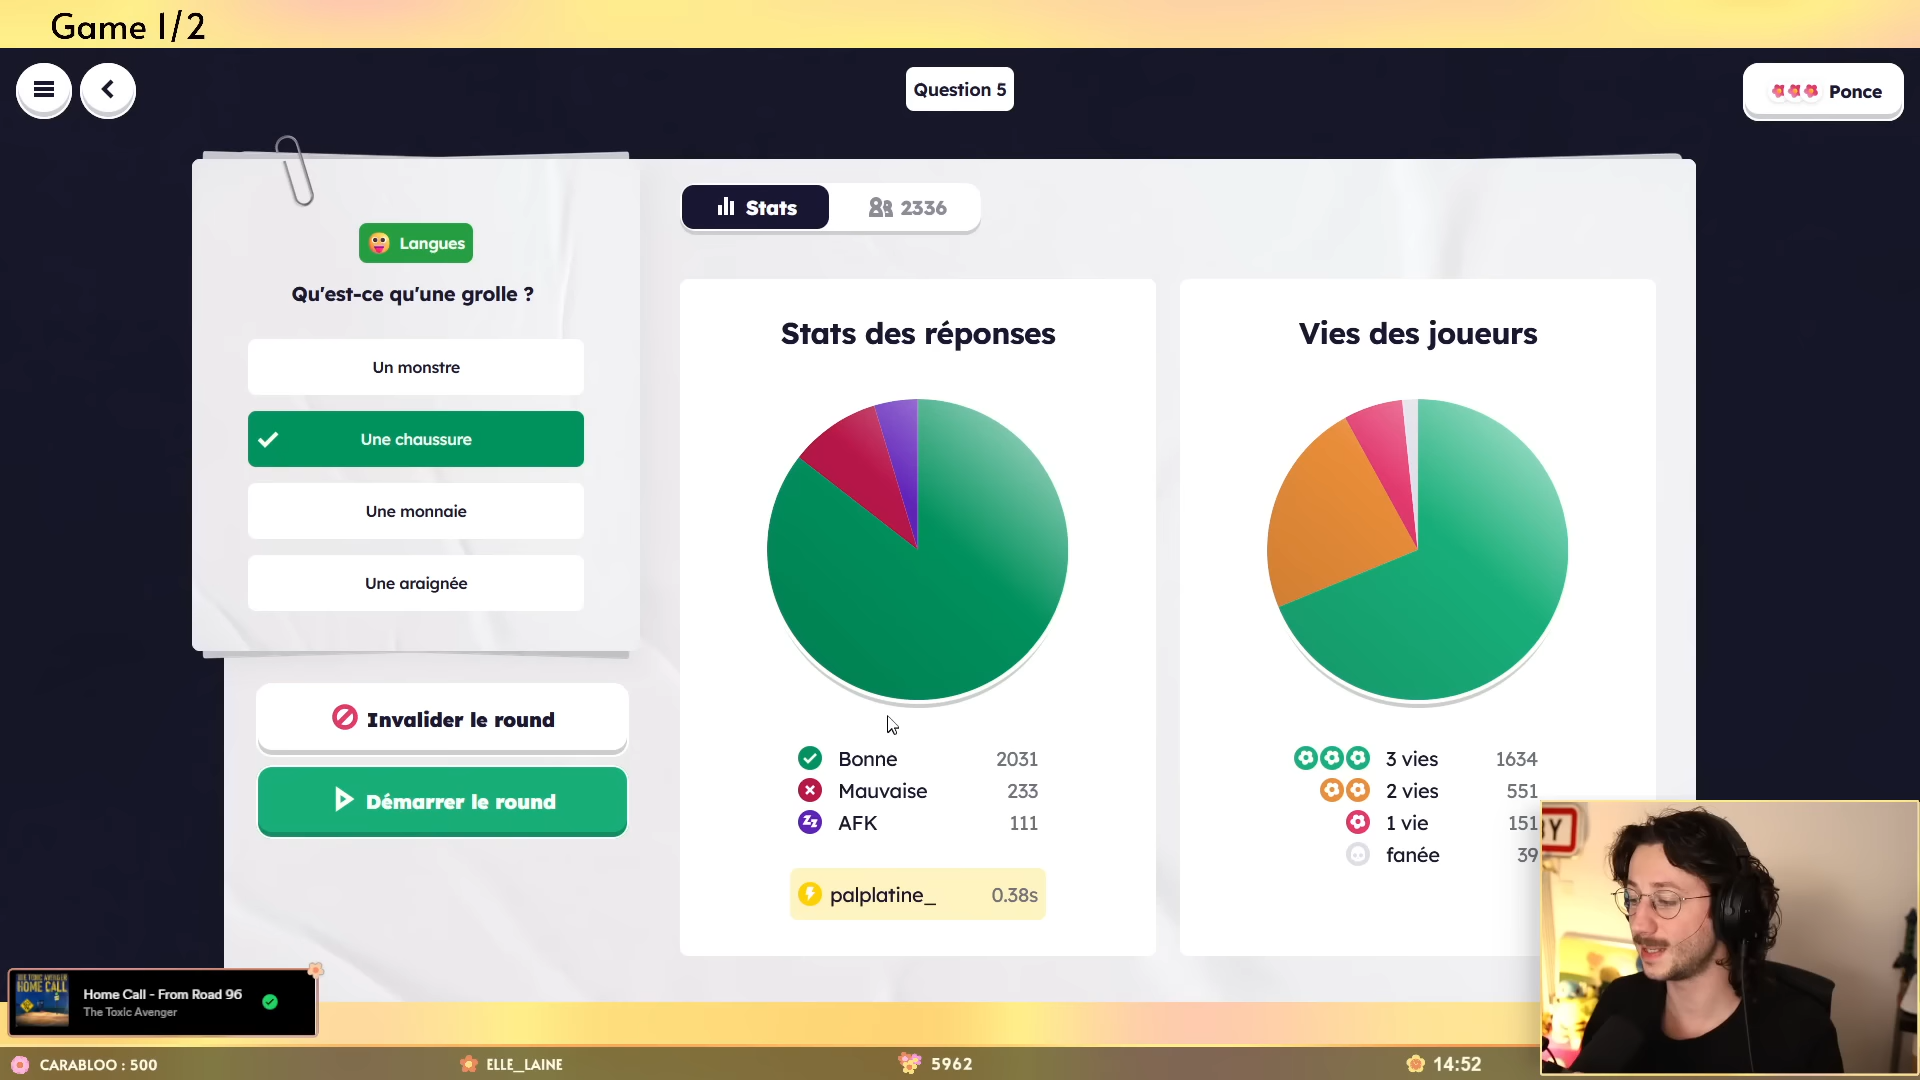 Game 1/2
Question 5
Ponce
Stats
2336
Langues
Qu'est-ce qu'une grolle ?
Un monstre
Une chaussure
Une monnaie
Une araignée
Invalider le round
Démarrer le round
Stats des réponses
Bonne 2031
Mauvaise 233
AFK 111
palplatine_ 0.38s
Vies des joueurs
3 vies 1634
2 vies 551
1 vie 151
fanée 39
BY
HOME CALL
Home Call - From Road 96
The Toxic Avenger
CARABLOO : 500
ELLE_LAINE
5962
14:52